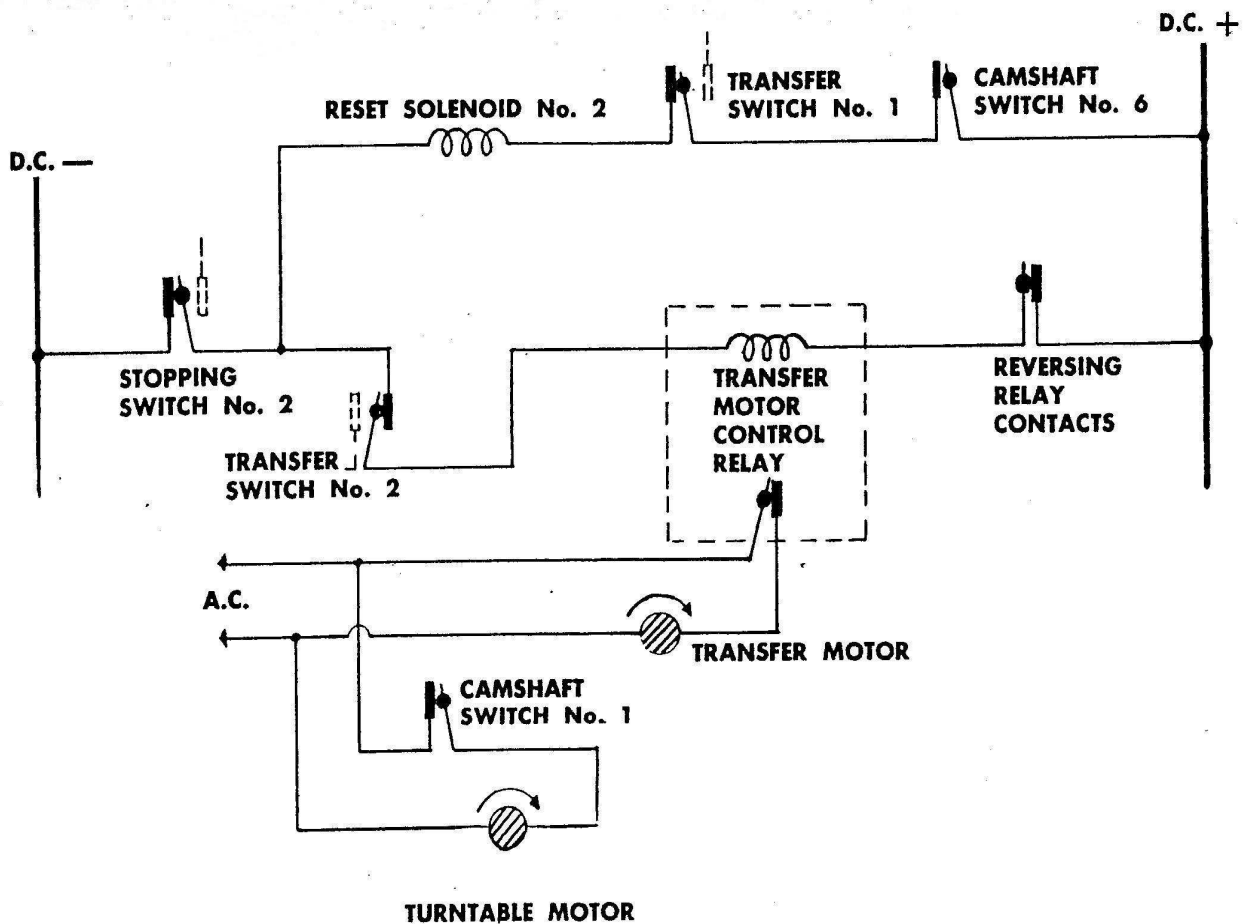 D.C. +
TRANSFER
SWITCH No. 1
CAMSHAFT
SWITCH No. 6
RESET SOLENOID No. 2
D.C. —
STOPPING
SWITCH No. 2
TRANSFER
SWITCH No. 2
TRANSFER
MOTOR
CONTROL
RELAY
REVERSING
RELAY
CONTACTS
A.C.
TRANSFER MOTOR
CAMSHAFT
SWITCH No. 1
TURNTABLE MOTOR